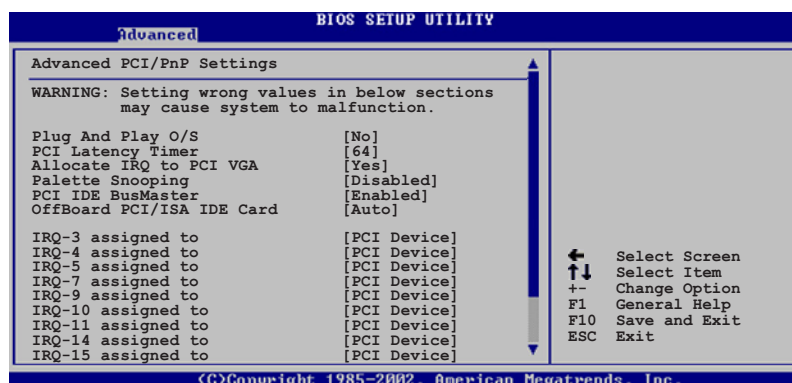 BIOS SETUP UTILITY
Advanced
Advanced PCI/PnP Settings
WARNING: Setting wrong values in below sections
may cause system to malfunction.
Plug And Play O/S [No]
PCI Latency Timer [64]
Allocate IRQ to PCI VGA [Yes]
Palette Snooping [Disabled]
PCI IDE BusMaster [Enabled]
OffBoard PCI/ISA IDE Card [Auto]
IRQ-3 assigned to [PCI Device]
IRQ-4 assigned to [PCI Device]
IRQ-5 assigned to [PCI Device]
IRQ-7 assigned to [PCI Device]
IRQ-9 assigned to [PCI Device]
IRQ-10 assigned to [PCI Device]
IRQ-11 assigned to [PCI Device]
IRQ-14 assigned to [PCI Device]
IRQ-15 assigned to [PCI Device]
← Select Screen
↑↓ Select Item
+- Change Option
F1 General Help
F10 Save and Exit
ESC Exit
(C)Copyright 1985-2002, American Megatrends, Inc.